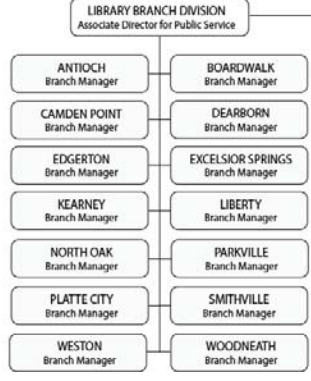 LIBRARY BRANCH DIVISION
Associate Director for Public Service
ANTIOCH
Branch Manager
BOARDWALK
Branch Manager
CAMDEN POINT
Branch Manager
DEARBORN
Branch Manager
EDGERTON
Branch Manager
EXCELSIOR SPRINGS
Branch Manager
KEARNEY
Branch Manager
LIBERTY
Branch Manager
NORTH OAK
Branch Manager
PARKVILLE
Branch Manager
PLATTE CITY
Branch Manager
SMITHVILLE
Branch Manager
WESTON
Branch Manager
WOODNEATH
Branch Manager